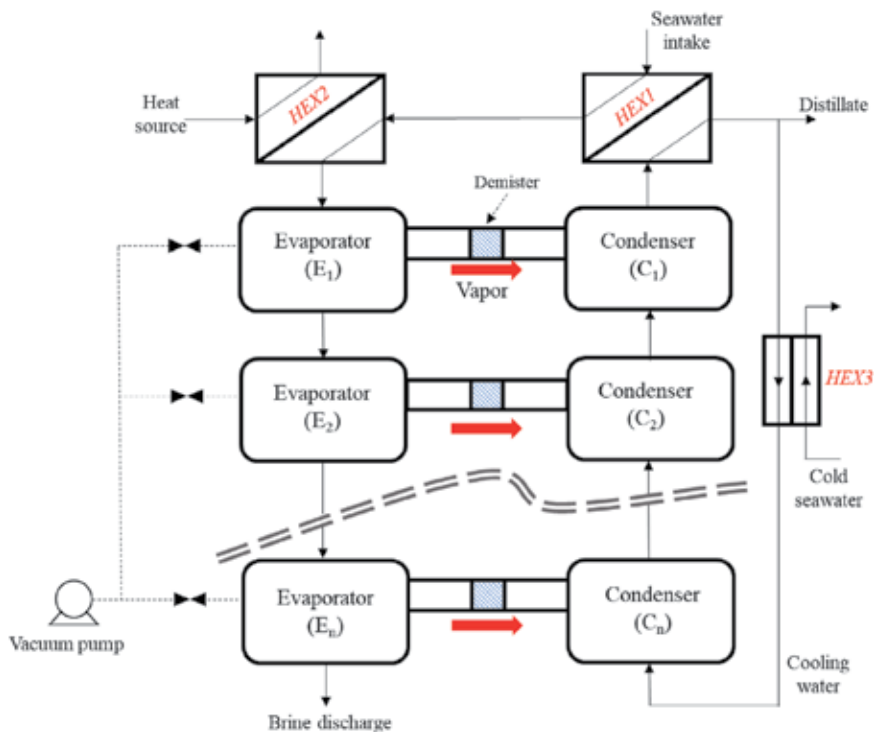 Seawater
intake
Heat
source
HEX2
HEX1
Distillate
Demister
Evaporator
(E1)
Condenser
(C1)
Vapor
Evaporator
(E2)
Condenser
(C2)
HEX3
Cold
seawater
Evaporator
(En)
Condenser
(Cn)
Vacuum pump
Cooling
water
Brine discharge